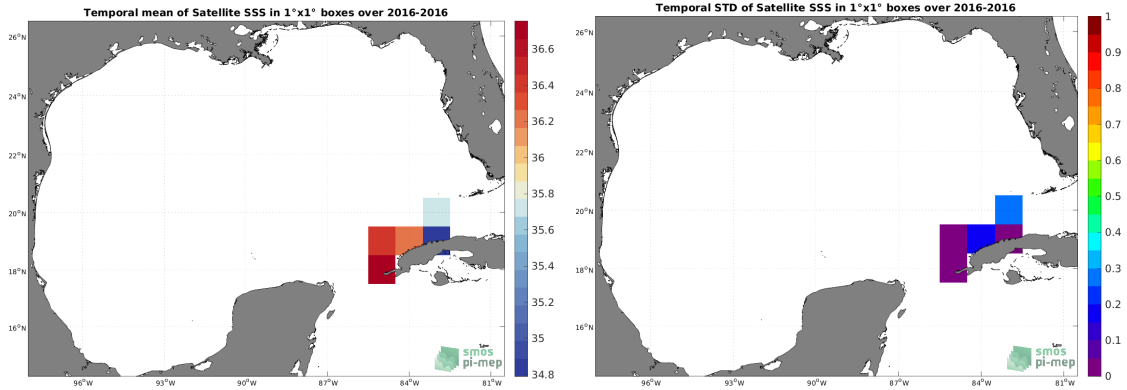 Temporal mean of Satellite SSS in 1°x1° boxes over 2016-2016
26°N
24°N
22°N
20°N
18°N
16°N
96°W
93°W
90°W
87°W
84°W
81°W
36.6
36.4
36.2
36
35.8
35.6
35.4
35.2
35
34.8
smos
pi-mep
Temporal STD of Satellite SSS in 1°x1° boxes over 2016-2016
26°N
24°N
22°N
20°N
18°N
16°N
96°W
93°W
90°W
87°W
84°W
81°W
1
0.9
0.8
0.7
0.6
0.5
0.4
0.3
0.2
0.1
0
smos
pi-mep